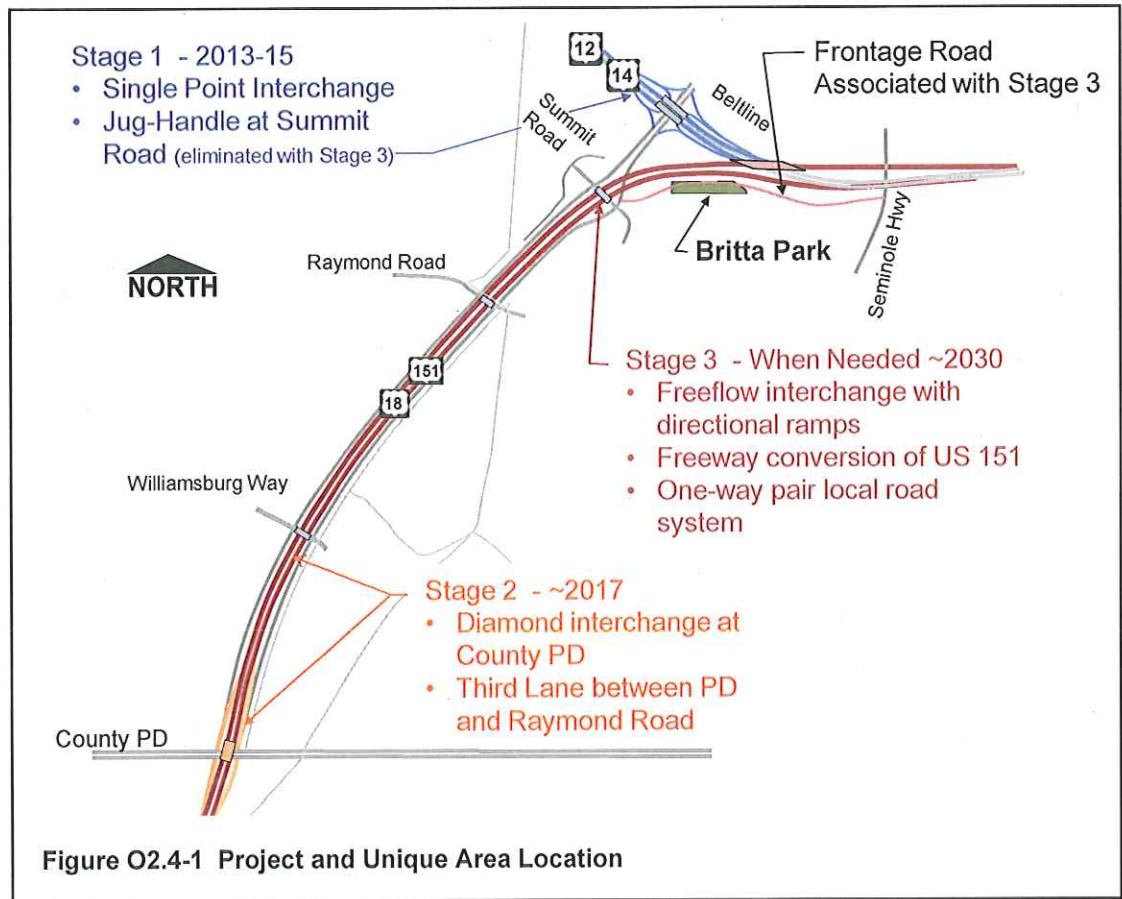 Stage 1 - 2013-15
• Single Point Interchange
• Jug-Handle at Summit
Road (eliminated with Stage 3)
12
14
Summit
Road
Beltline
Frontage Road
Associated with Stage 3
Britta Park
Seminole Hwy
NORTH
Raymond Road
151
18
Stage 3 - When Needed ~2030
• Freeflow interchange with
directional ramps
• Freeway conversion of US 151
• One-way pair local road
system
Williamsburg Way
Stage 2 - ~2017
• Diamond interchange at
County PD
• Third Lane between PD
and Raymond Road
County PD
Figure O2.4-1 Project and Unique Area Location